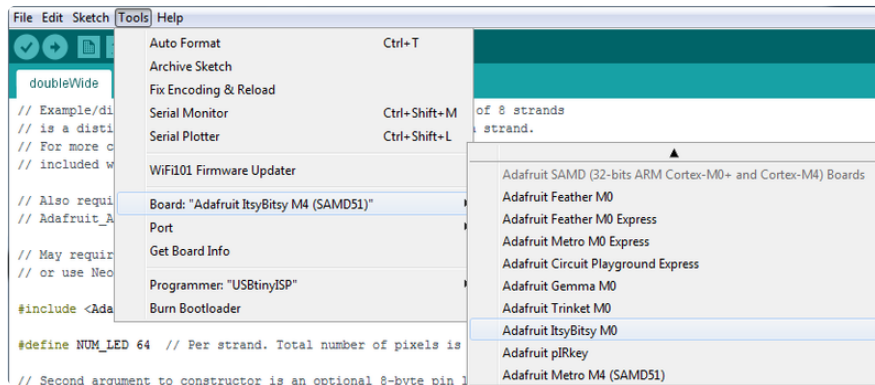 File Edit Sketch Tools Help
doubleWide
Auto Format Ctrl+T
Archive Sketch
Fix Encoding & Reload
Serial Monitor Ctrl+Shift+M
Serial Plotter Ctrl+Shift+L
WiFi101 Firmware Updater
Board: "Adafruit ItsyBitsy M4 (SAMD51)"
Port
Get Board Info
Programmer: "USBtinyISP"
Burn Bootloader
// Example/di of 8 strands
// is a disti strand.
// For more c
// included w
// Also requi
// Adafruit_A
// May requir
// or use Neo
#include <Ada
#define NUM_LED 64 // Per strand. Total number of pixels is
// Second argument to constructor is an optional 8-byte pin l
Adafruit SAMD (32-bits ARM Cortex-M0+ and Cortex-M4) Boards
Adafruit Feather M0
Adafruit Feather M0 Express
Adafruit Metro M0 Express
Adafruit Circuit Playground Express
Adafruit Gemma M0
Adafruit Trinket M0
Adafruit ItsyBitsy M0
Adafruit pIRkey
Adafruit Metro M4 (SAMD51)